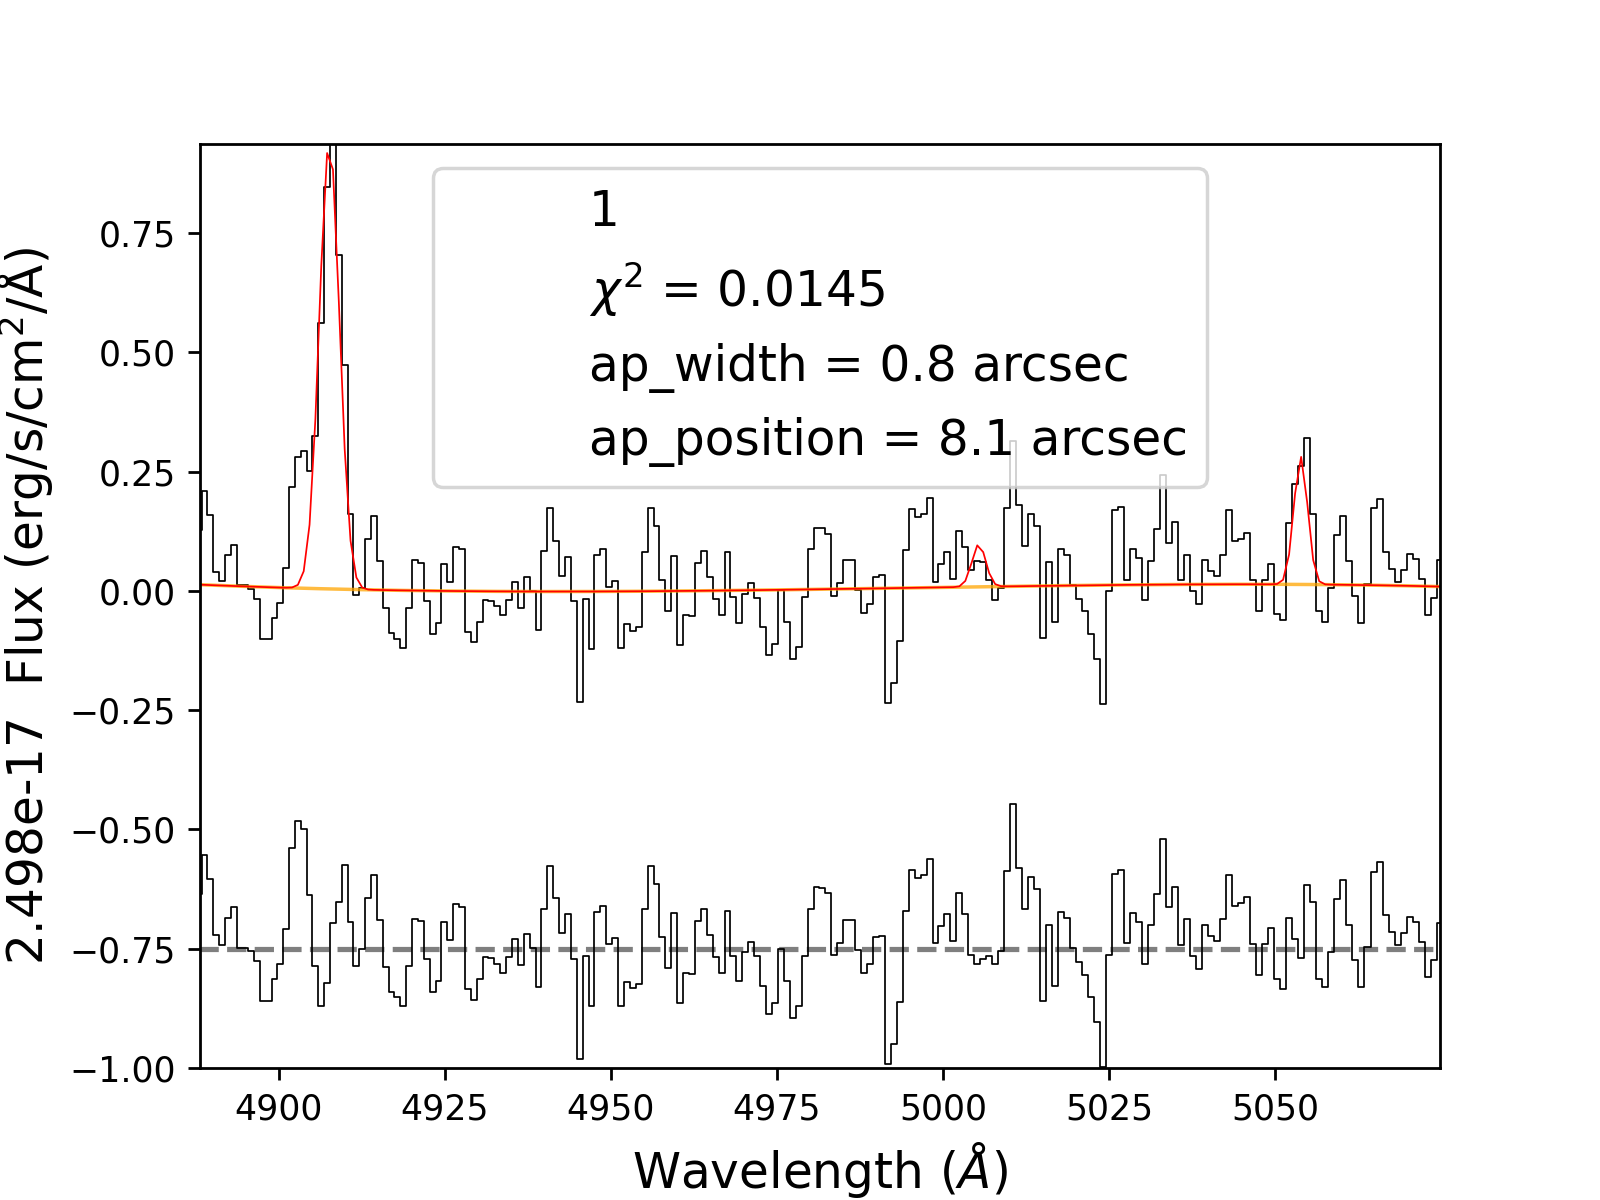 1
χ² = 0.0145
ap_width = 0.8 arcsec
ap_position = 8.1 arcsec
2.498e-17 Flux (erg/s/cm²/Å)
0.75
0.50
0.25
0.00
−0.25
−0.50
−0.75
−1.00
4900 4925 4950 4975 5000 5025 5050
Wavelength (Å)